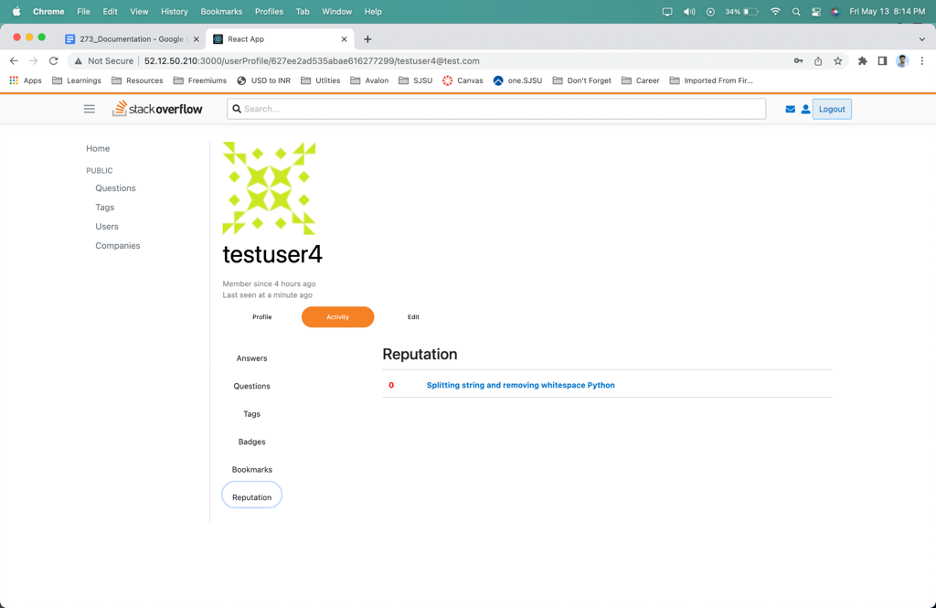 Chrome File Edit View History Bookmarks Profiles Tab Window Help 34% Fri May 13 8:14 PM
273_Documentation - Google React App
Not Secure 52.12.50.210:3000/userProfile/627ee2ad535abae616277299/testuser4@test.com
Apps Learnings Resources Freemiums USD to INR Utlities Avalon SJSU Canvas one.SJSU Don't Forget Career Imported From Fir...
stackoverflow Search... Logout
Home
PUBLIC
Questions
Tags
Users
Companies
testuser4
Member since 4 hours ago
Last seen at a minute ago
Profile Activity Edit
Answers
Questions
Tags
Badges
Bookmarks
Reputation
Reputation
0 Splitting string and removing whitespace Python